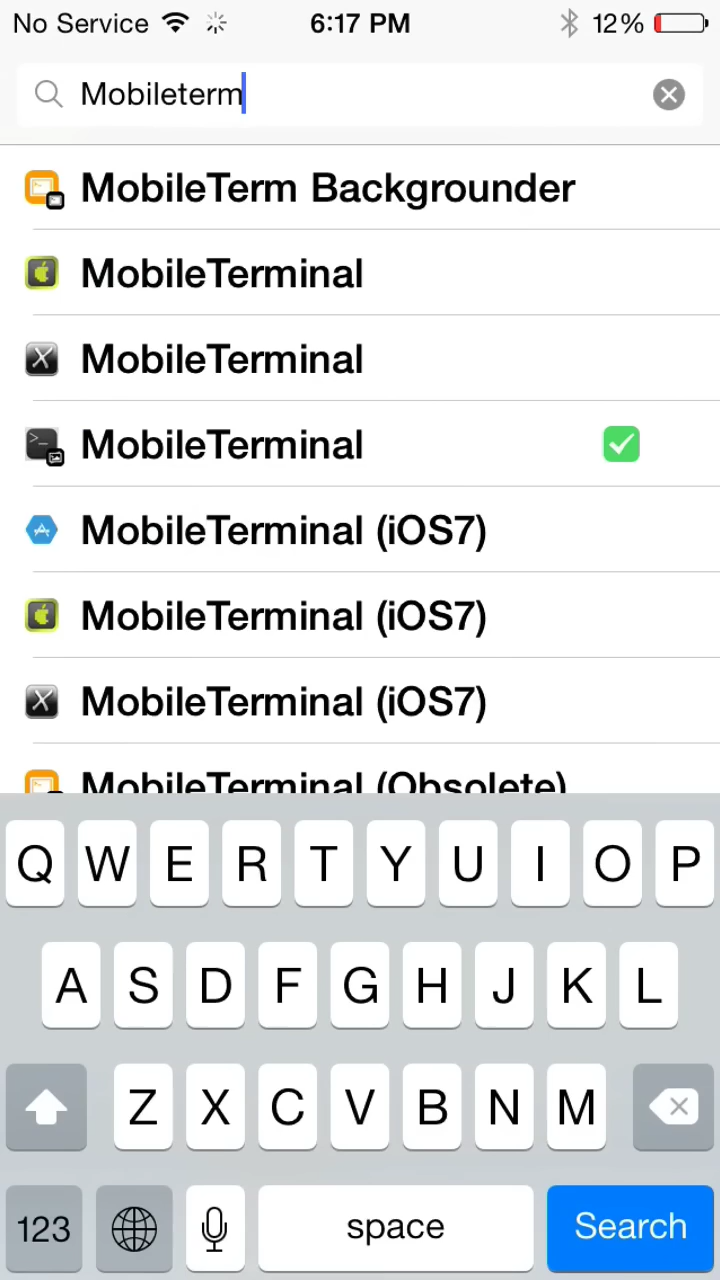 No Service 6:17 PM 12%
Mobileterm
MobileTerm Backgrounder
MobileTerminal
MobileTerminal
MobileTerminal
MobileTerminal (iOS7)
MobileTerminal (iOS7)
MobileTerminal (iOS7)
MobileTerminal (Obsolete)
Q W E R T Y U I O P
A S D F G H J K L
Z X C V B N M
123 space Search